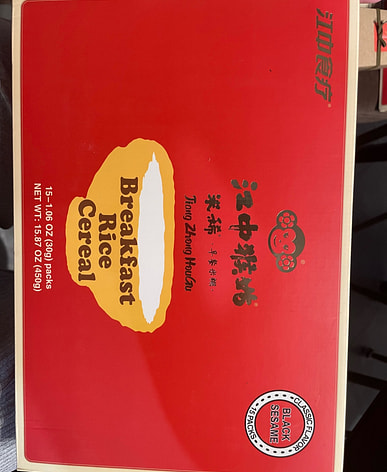 江中食疗
江中猴姑
米稀
Jiang Zhong HouGu
Breakfast
Rice
Cereal
15–1.06 OZ (30g) packs
NET WT: 15.87 OZ (450g)
CLASSIC FLAVOR
BLACK
SESAME
15 PACKS